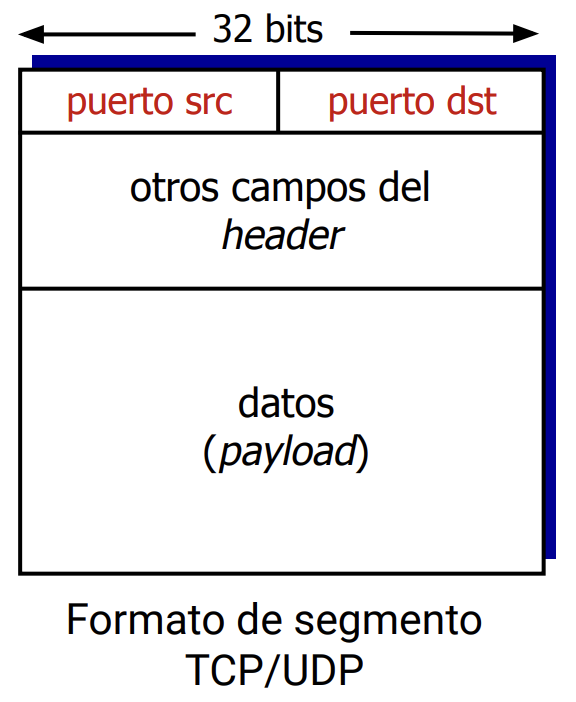 32 bits
puerto src puerto dst
otros campos del
header
datos
(payload)
Formato de segmento
TCP/UDP